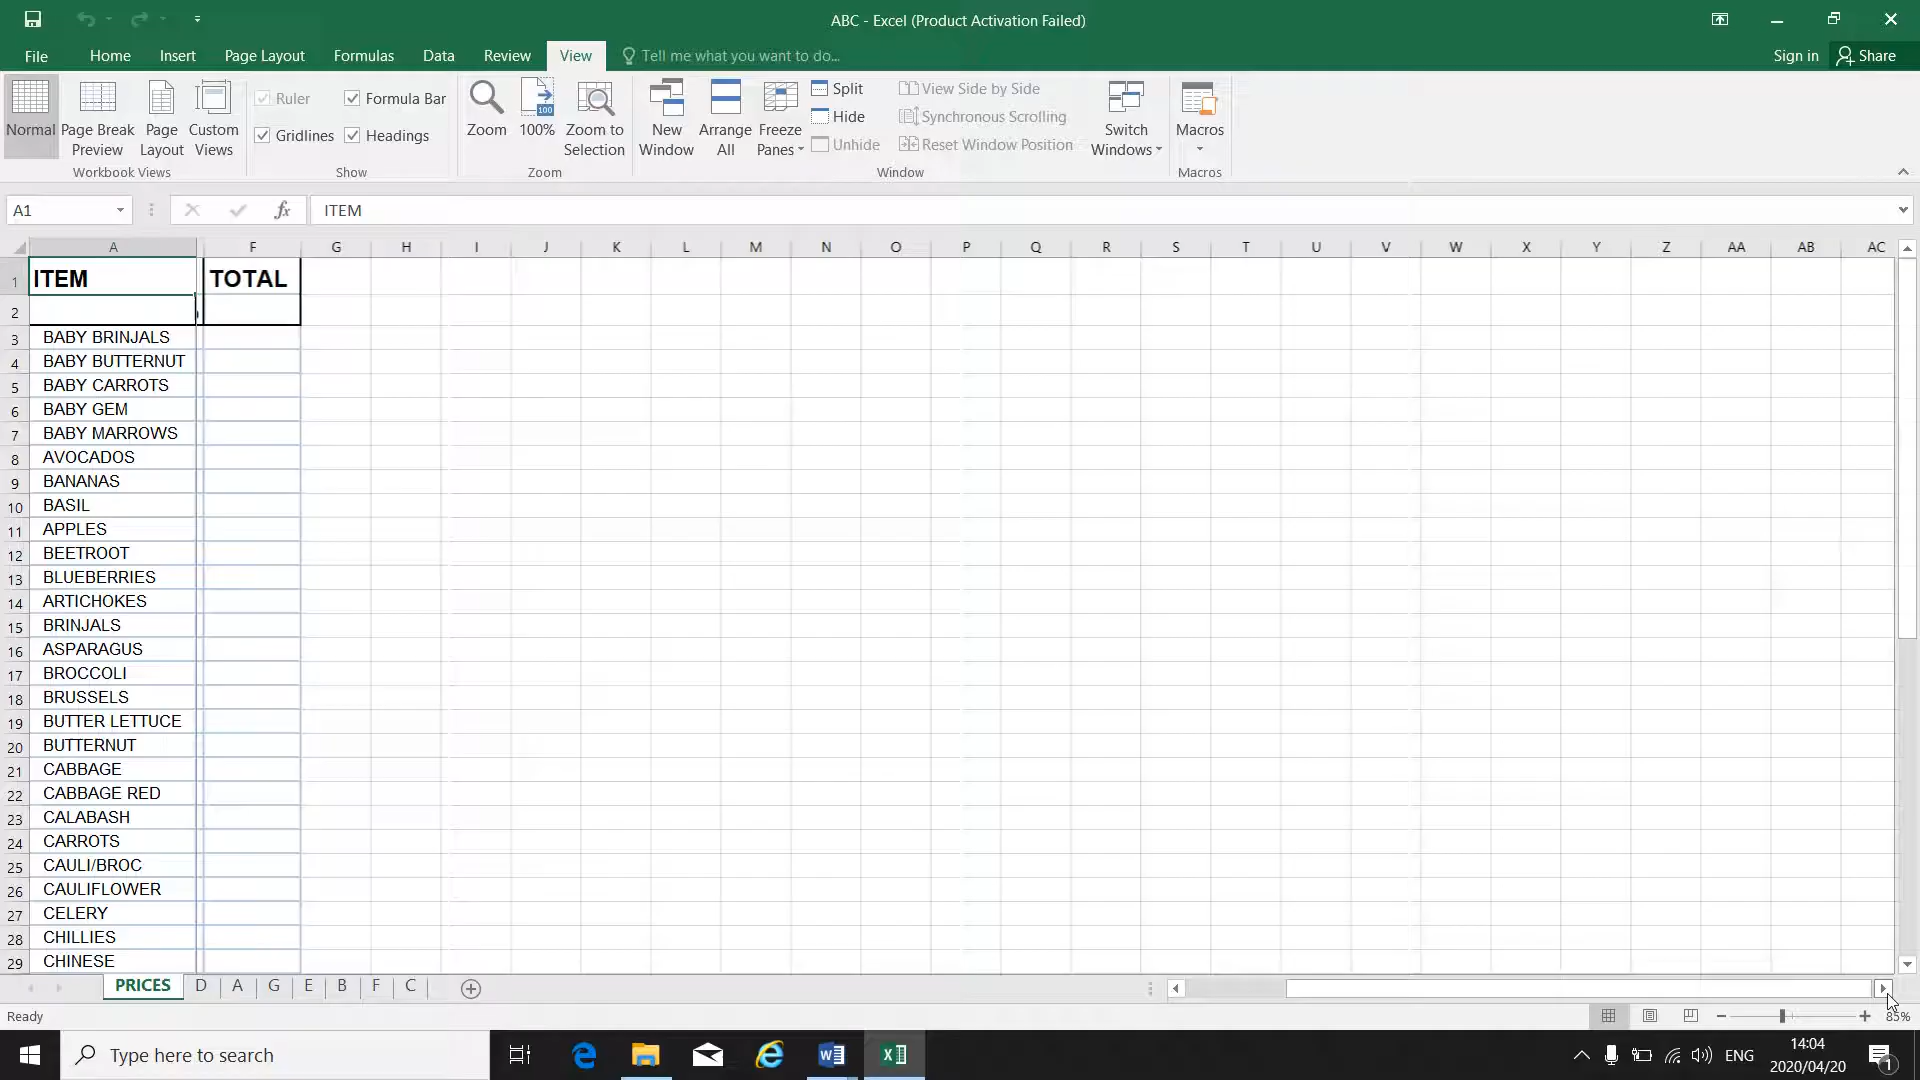 ABC - Excel (Product Activation Failed)
File Home Insert Page Layout Formulas Data Review View Tell me what you want to do... Sign in Share
Normal Page Break Preview Page Layout Custom Views
Workbook Views
Ruler Formula Bar
Gridlines Headings
Show
Zoom 100% Zoom to Selection
100
Zoom
New Window Arrange All Freeze Panes
Split View Side by Side
Hide Synchronous Scrolling
Unhide Reset Window Position
Window
Switch Windows
Macros
Macros
A1 fx ITEM
A F G H I J K L M N O P Q R S T U V W X Y Z AA AB AC
1 ITEM TOTAL
2
3 BABY BRINJALS
4 BABY BUTTERNUT
5 BABY CARROTS
6 BABY GEM
7 BABY MARROWS
8 AVOCADOS
9 BANANAS
10 BASIL
11 APPLES
12 BEETROOT
13 BLUEBERRIES
14 ARTICHOKES
15 BRINJALS
16 ASPARAGUS
17 BROCCOLI
18 BRUSSELS
19 BUTTER LETTUCE
20 BUTTERNUT
21 CABBAGE
22 CABBAGE RED
23 CALABASH
24 CARROTS
25 CAULI/BROC
26 CAULIFLOWER
27 CELERY
28 CHILLIES
29 CHINESE
PRICES D A G E B F C
Ready 85%
Type here to search ENG 14:04
2020/04/20 1